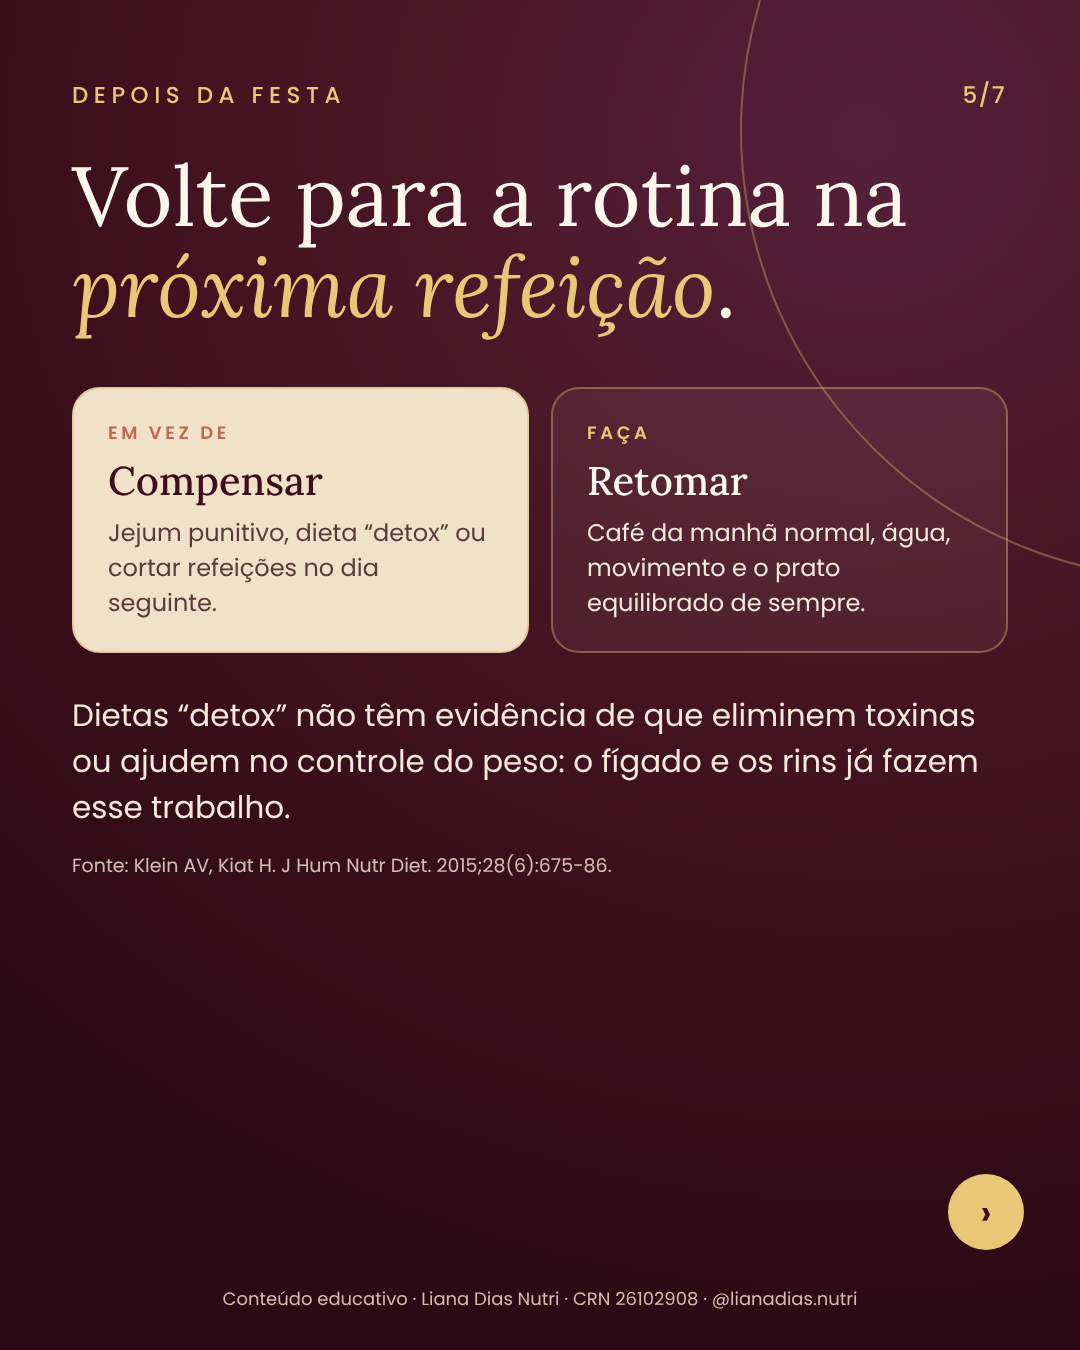 DEPOIS DA FESTA
5/7
Volte para a rotina na
próxima refeição.
EM VEZ DE
Compensar
Jejum punitivo, dieta “detox” ou
cortar refeições no dia
seguinte.
FAÇA
Retomar
Café da manhã normal, água,
movimento e o prato
equilibrado de sempre.
Dietas “detox” não têm evidência de que eliminem toxinas
ou ajudem no controle do peso: o fígado e os rins já fazem
esse trabalho.
Fonte: Klein AV, Kiat H. J Hum Nutr Diet. 2015;28(6):675-86.
›
Conteúdo educativo · Liana Dias Nutri · CRN 26102908 · @lianadias.nutri